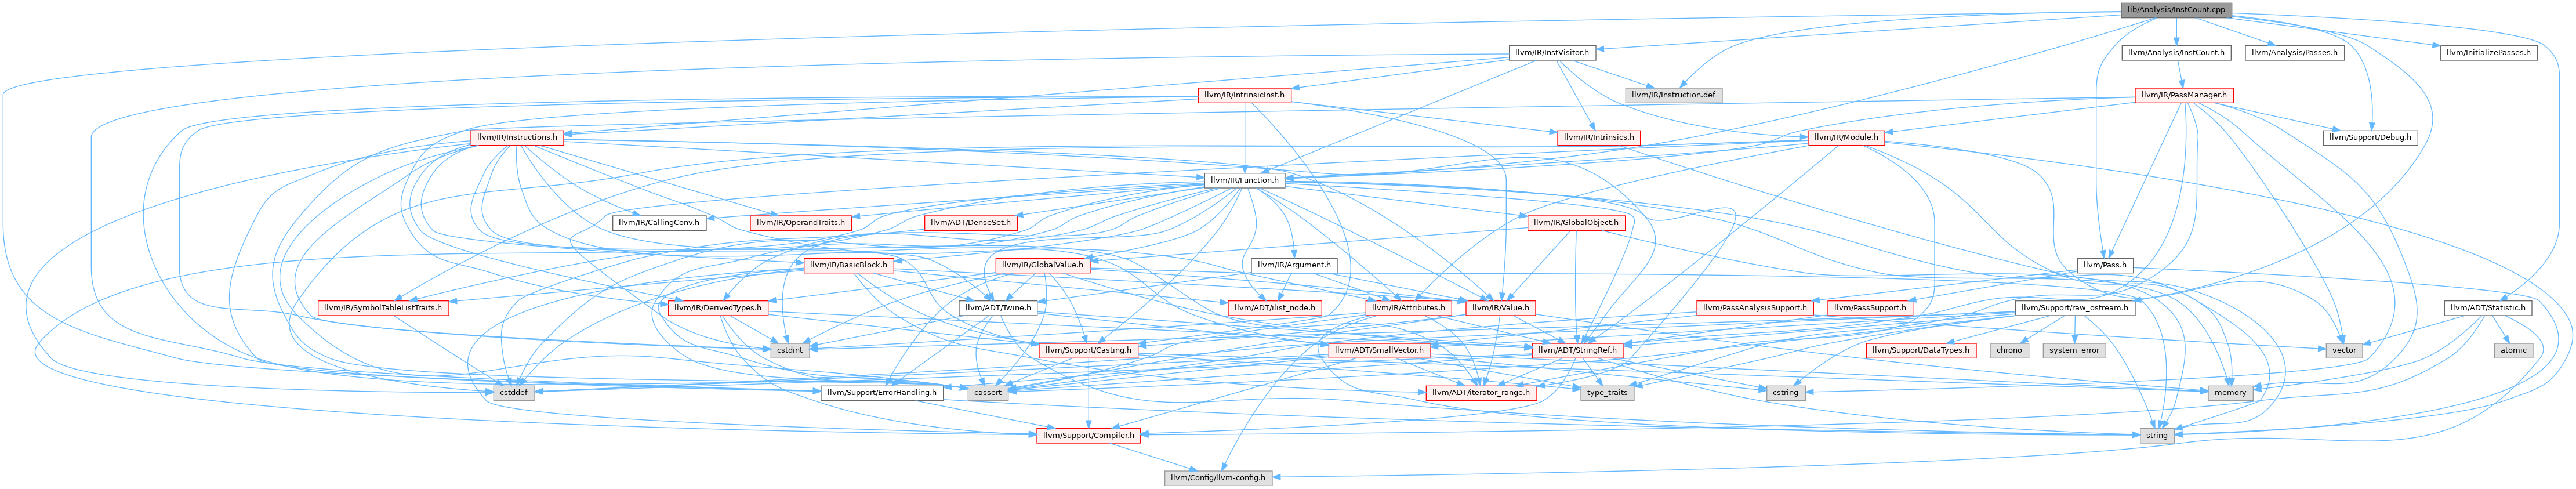 lib/Analysis/InstCount.cpp
llvm/IR/InstVisitor.h
llvm/Analysis/InstCount.h
llvm/Analysis/Passes.h
llvm/InitializePasses.h
llvm/IR/IntrinsicInst.h
llvm/IR/Instruction.def
llvm/IR/PassManager.h
llvm/IR/Instructions.h
llvm/IR/Intrinsics.h
llvm/IR/Module.h
llvm/Support/Debug.h
llvm/IR/Function.h
llvm/IR/CallingConv.h
llvm/IR/OperandTraits.h
llvm/ADT/DenseSet.h
llvm/IR/GlobalObject.h
llvm/IR/BasicBlock.h
llvm/IR/GlobalValue.h
llvm/IR/Argument.h
llvm/Pass.h
llvm/IR/SymbolTableListTraits.h
llvm/IR/DerivedTypes.h
llvm/ADT/Twine.h
llvm/ADT/ilist_node.h
llvm/IR/Attributes.h
llvm/IR/Value.h
llvm/PassAnalysisSupport.h
llvm/PassSupport.h
llvm/Support/raw_ostream.h
llvm/ADT/Statistic.h
cstdint
llvm/Support/Casting.h
llvm/ADT/SmallVector.h
llvm/ADT/StringRef.h
llvm/Support/DataTypes.h
chrono
system_error
vector
atomic
cstddef
llvm/Support/ErrorHandling.h
cassert
llvm/ADT/iterator_range.h
type_traits
cstring
memory
llvm/Support/Compiler.h
string
llvm/Config/llvm-config.h